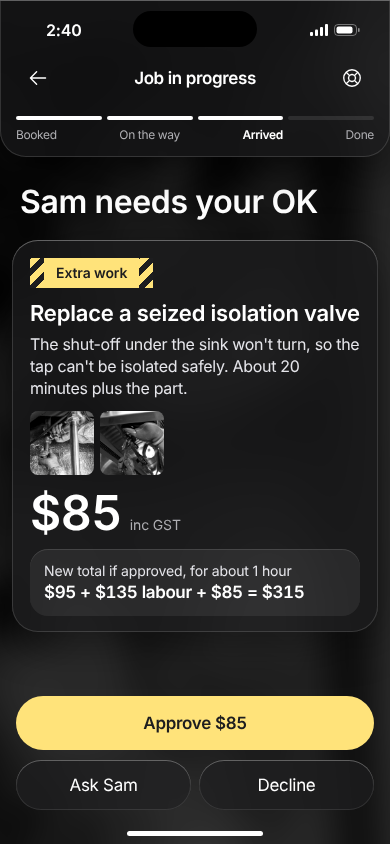 2:40
Job in progress
Booked
On the way
Arrived
Done
Sam needs your OK
Extra work
Replace a seized isolation valve
The shut-off under the sink won't turn, so the
tap can't be isolated safely. About 20
minutes plus the part.
$85 inc GST
New total if approved, for about 1 hour
$95 + $135 labour + $85 = $315
Approve $85
Ask Sam
Decline